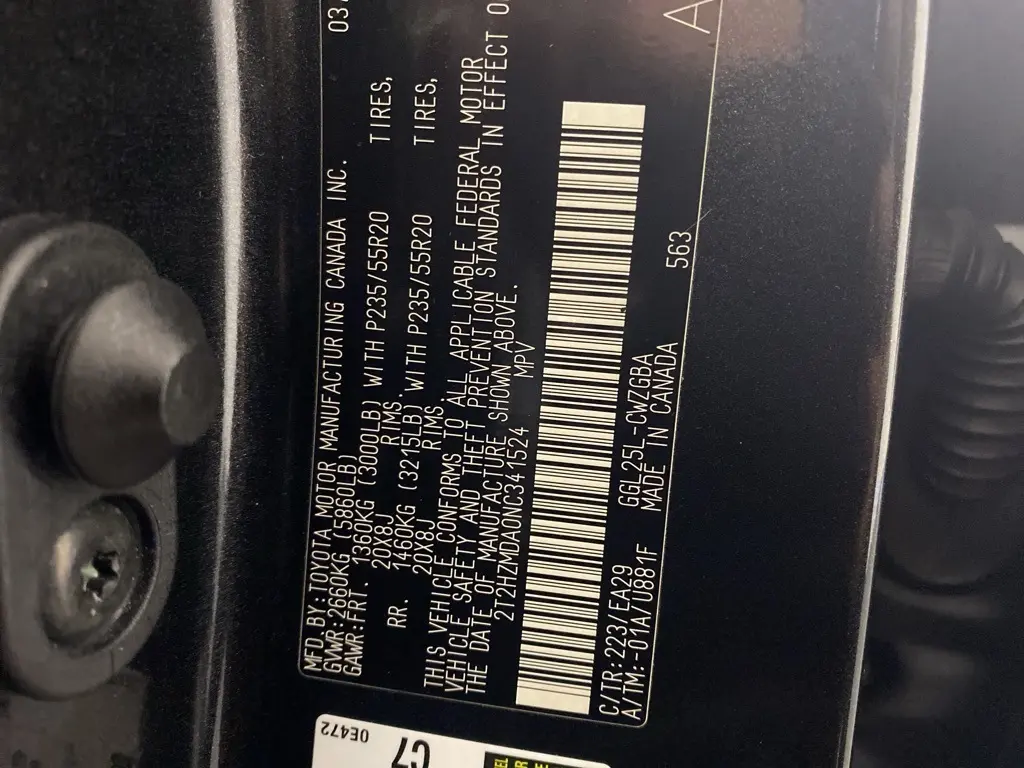 MFD.BY:TOYOTA MOTOR MANUFACTURING CANADA INC. 03/
GVWR:2660KG (5860LB)
GAWR:FRT. 1360KG (3000LB) WITH P235/55R20 TIRES,
20X8J RIMS.
RR. 1460KG (3215LB) WITH P235/55R20 TIRES,
20X8J RIMS.
THIS VEHICLE CONFORMS TO ALL APPLICABLE FEDERAL MOTOR
VEHICLE SAFETY AND THEFT PREVENTION STANDARDS IN EFFECT O
THE DATE OF MANUFACTURE SHOWN ABOVE.
2T2HZMDA0NC341524 MPV
C/TR:223/EA29 GGL25L-CWZGBA
A/TM:-01A/U881F MADE IN CANADA 563
A
0E472
C7
EL
R
E